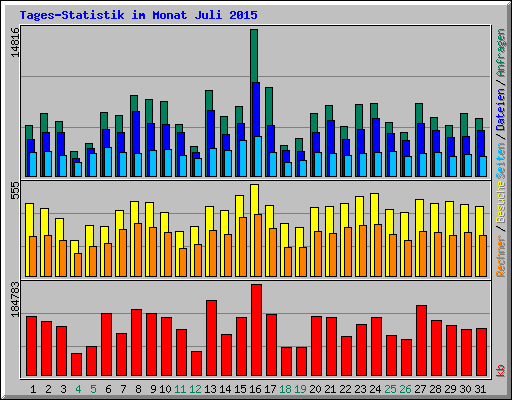 Tages-Statistik im Monat Juli 2015
14816
555
184783
Rechner / Besuche Seiten / Dateien / Anfragen
kb
1 2 3 4 5 6 7 8 9 10 11 12 13 14 15 16 17 18 19 20 21 22 23 24 25 26 27 28 29 30 31